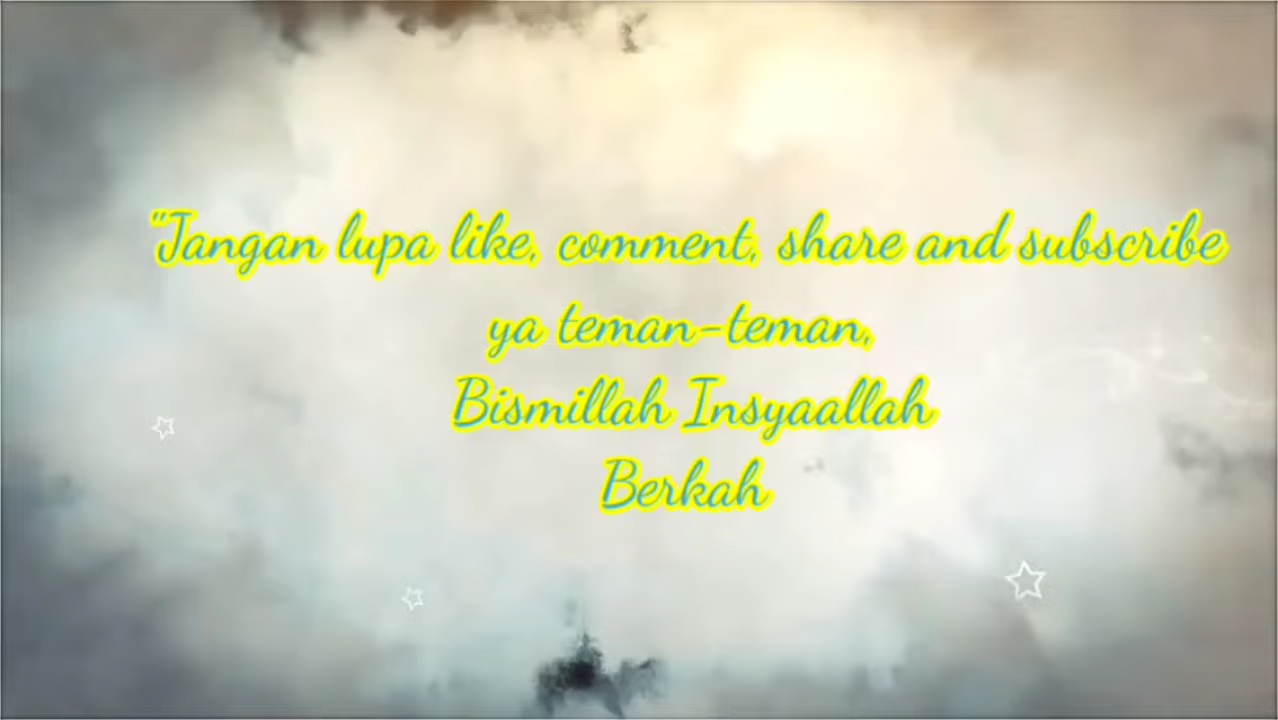 "Jangan lupa like, comment, share and subscribe
ya teman-teman,
Bismillah Insyaallah
Berkah